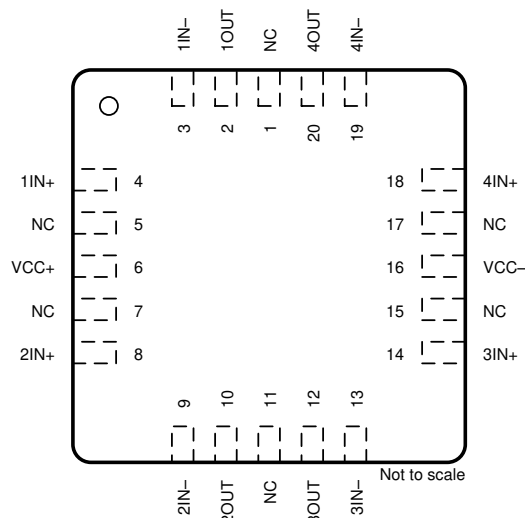 1IN–
1OUT
NC
4OUT
4IN–
3
2
1
20
19
1IN+ 4
NC 5
VCC+ 6
NC 7
2IN+ 8
18 4IN+
17 NC
16 VCC–
15 NC
14 3IN+
9
10
11
12
13
Not to scale
2IN–
2OUT
NC
3OUT
3IN–